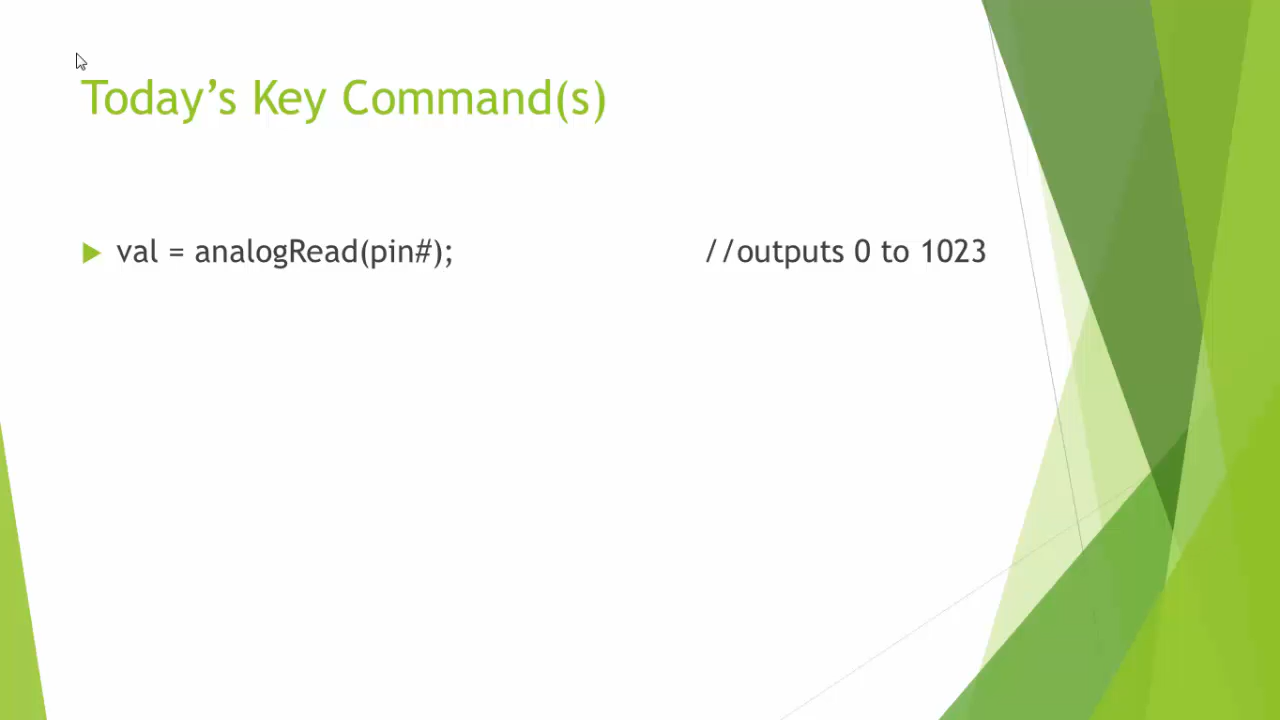 Today’s Key Command(s)
val = analogRead(pin#); //outputs 0 to 1023